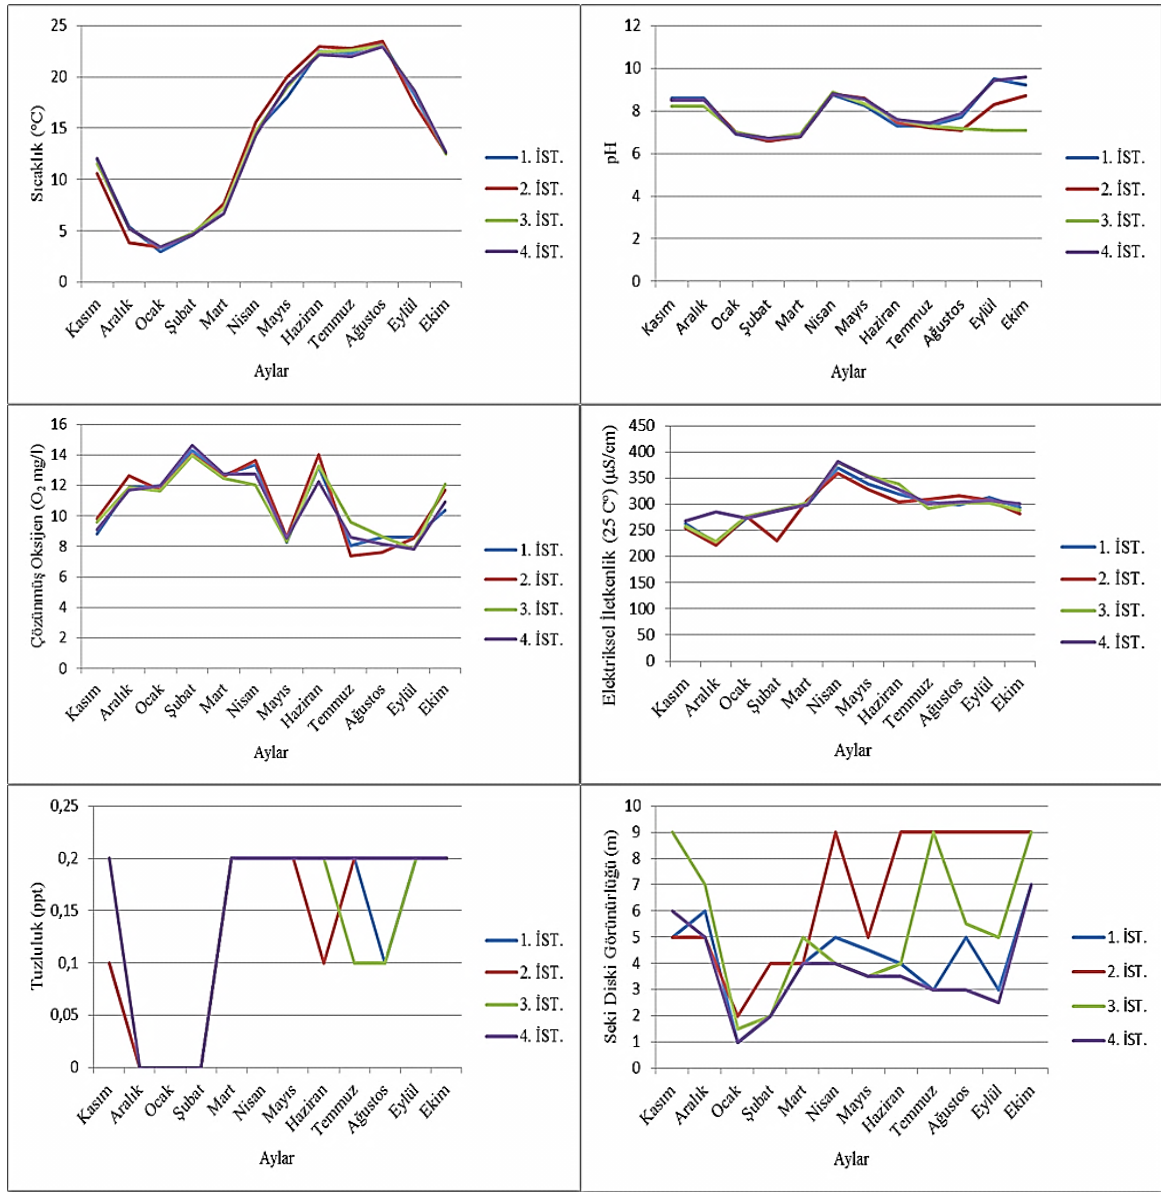 Sıcaklık (°C)
25
20
15
10
5
0
Kasım
Aralık
Ocak
Şubat
Mart
Nisan
Mayıs
Haziran
Temmuz
Ağustos
Eylül
Ekim
Aylar
1. İST.
2. İST.
3. İST.
4. İST.
pH
12
10
8
6
4
2
0
Kasım
Aralık
Ocak
Şubat
Mart
Nisan
Mayıs
Haziran
Temmuz
Ağustos
Eylül
Ekim
Aylar
1. İST.
2. İST.
3. İST.
4. İST.
Çözünmüş Oksijen (O2 mg/l)
16
14
12
10
8
6
4
2
0
Kasım
Aralık
Ocak
Şubat
Mart
Nisan
Mayıs
Haziran
Temmuz
Ağustos
Eylül
Ekim
Aylar
1. İST.
2. İST.
3. İST.
4. İST.
Elektriksel İletkenlik (25 C°) (µS/cm)
450
400
350
300
250
200
150
100
50
0
Kasım
Aralık
Ocak
Şubat
Mart
Nisan
Mayıs
Haziran
Temmuz
Ağustos
Eylül
Ekim
Aylar
1. İST.
2. İST.
3. İST.
4. İST.
Tuzluluk (ppt)
0,25
0,2
0,15
0,1
0,05
0
Kasım
Aralık
Ocak
Şubat
Mart
Nisan
Mayıs
Haziran
Temmuz
Ağustos
Eylül
Ekim
Aylar
1. İST.
2. İST.
3. İST.
4. İST.
Seki Diski Görünürlüğü (m)
10
9
8
7
6
5
4
3
2
1
0
Kasım
Aralık
Ocak
Şubat
Mart
Nisan
Mayıs
Haziran
Temmuz
Ağustos
Eylül
Ekim
Aylar
1. İST.
2. İST.
3. İST.
4. İST.